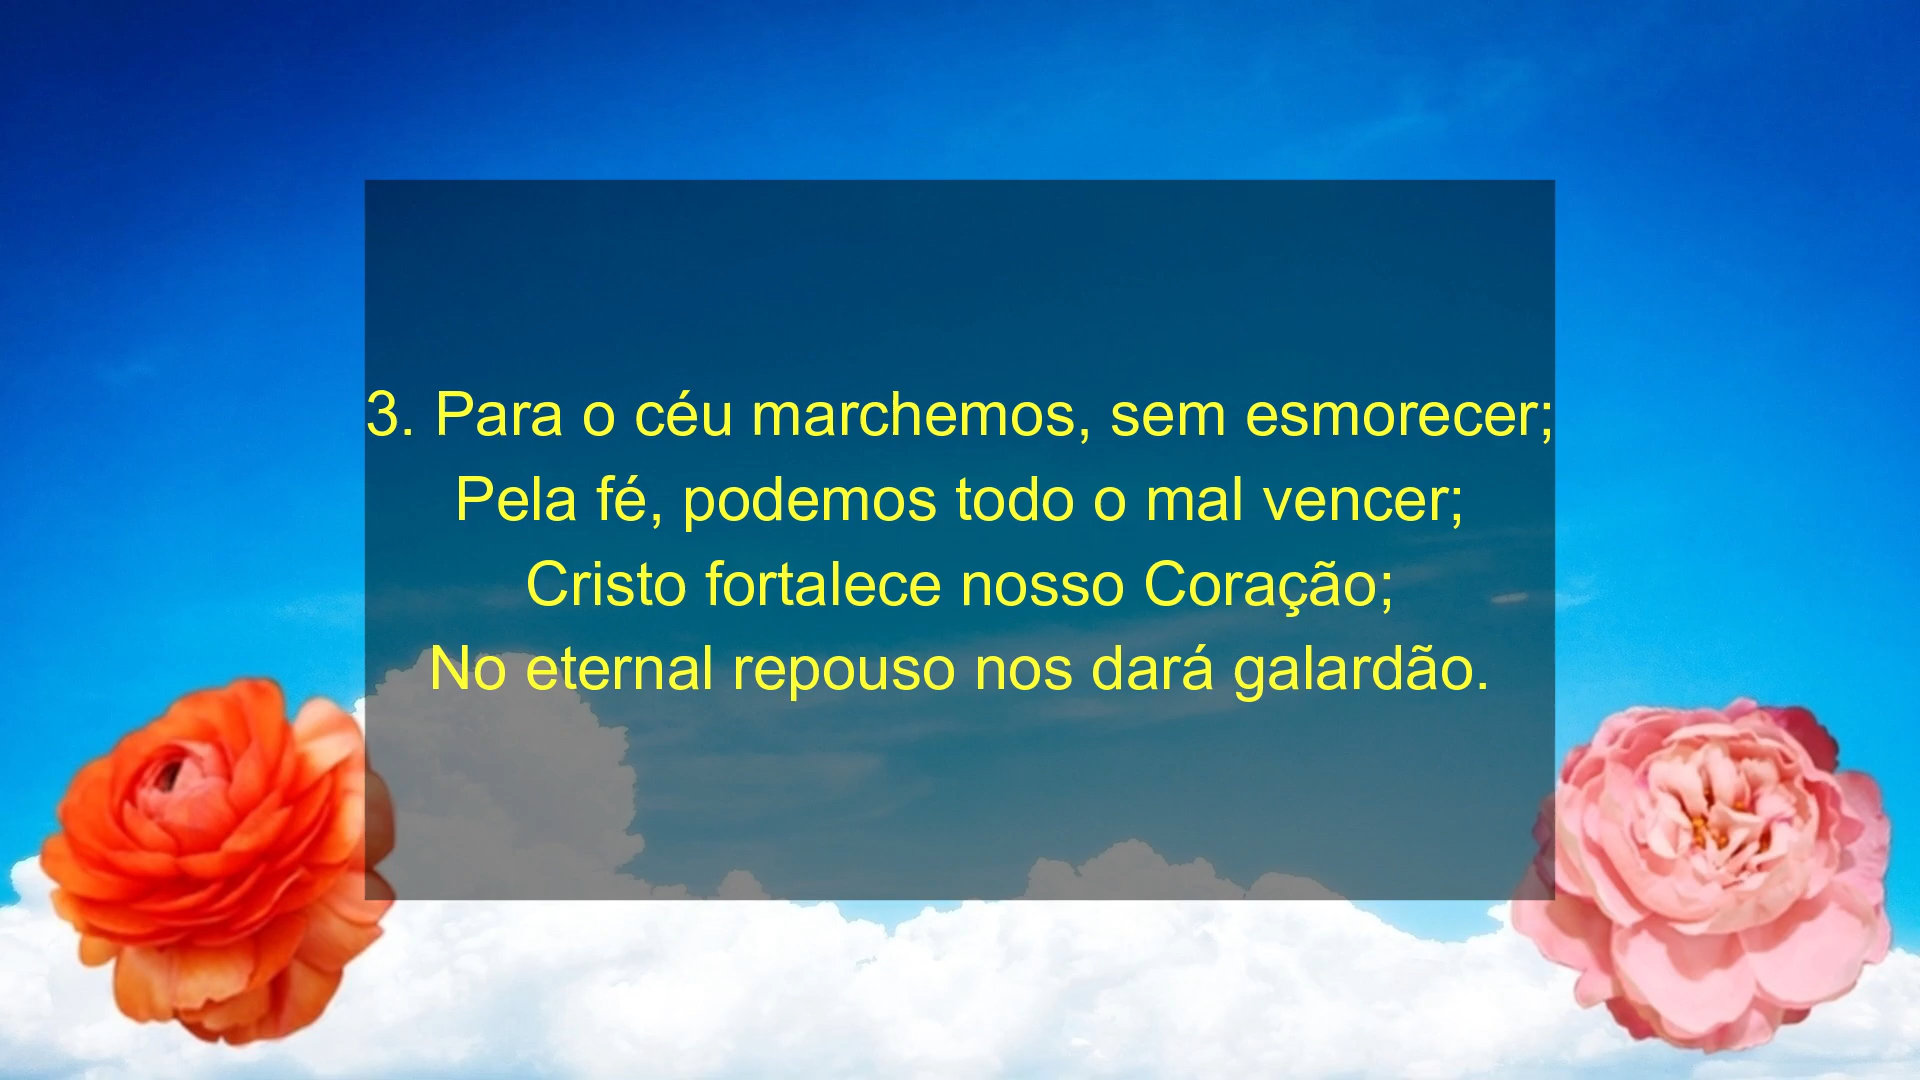 3. Para o céu marchemos, sem esmorecer;
Pela fé, podemos todo o mal vencer;
Cristo fortalece nosso Coração;
No eternal repouso nos dará galardão.